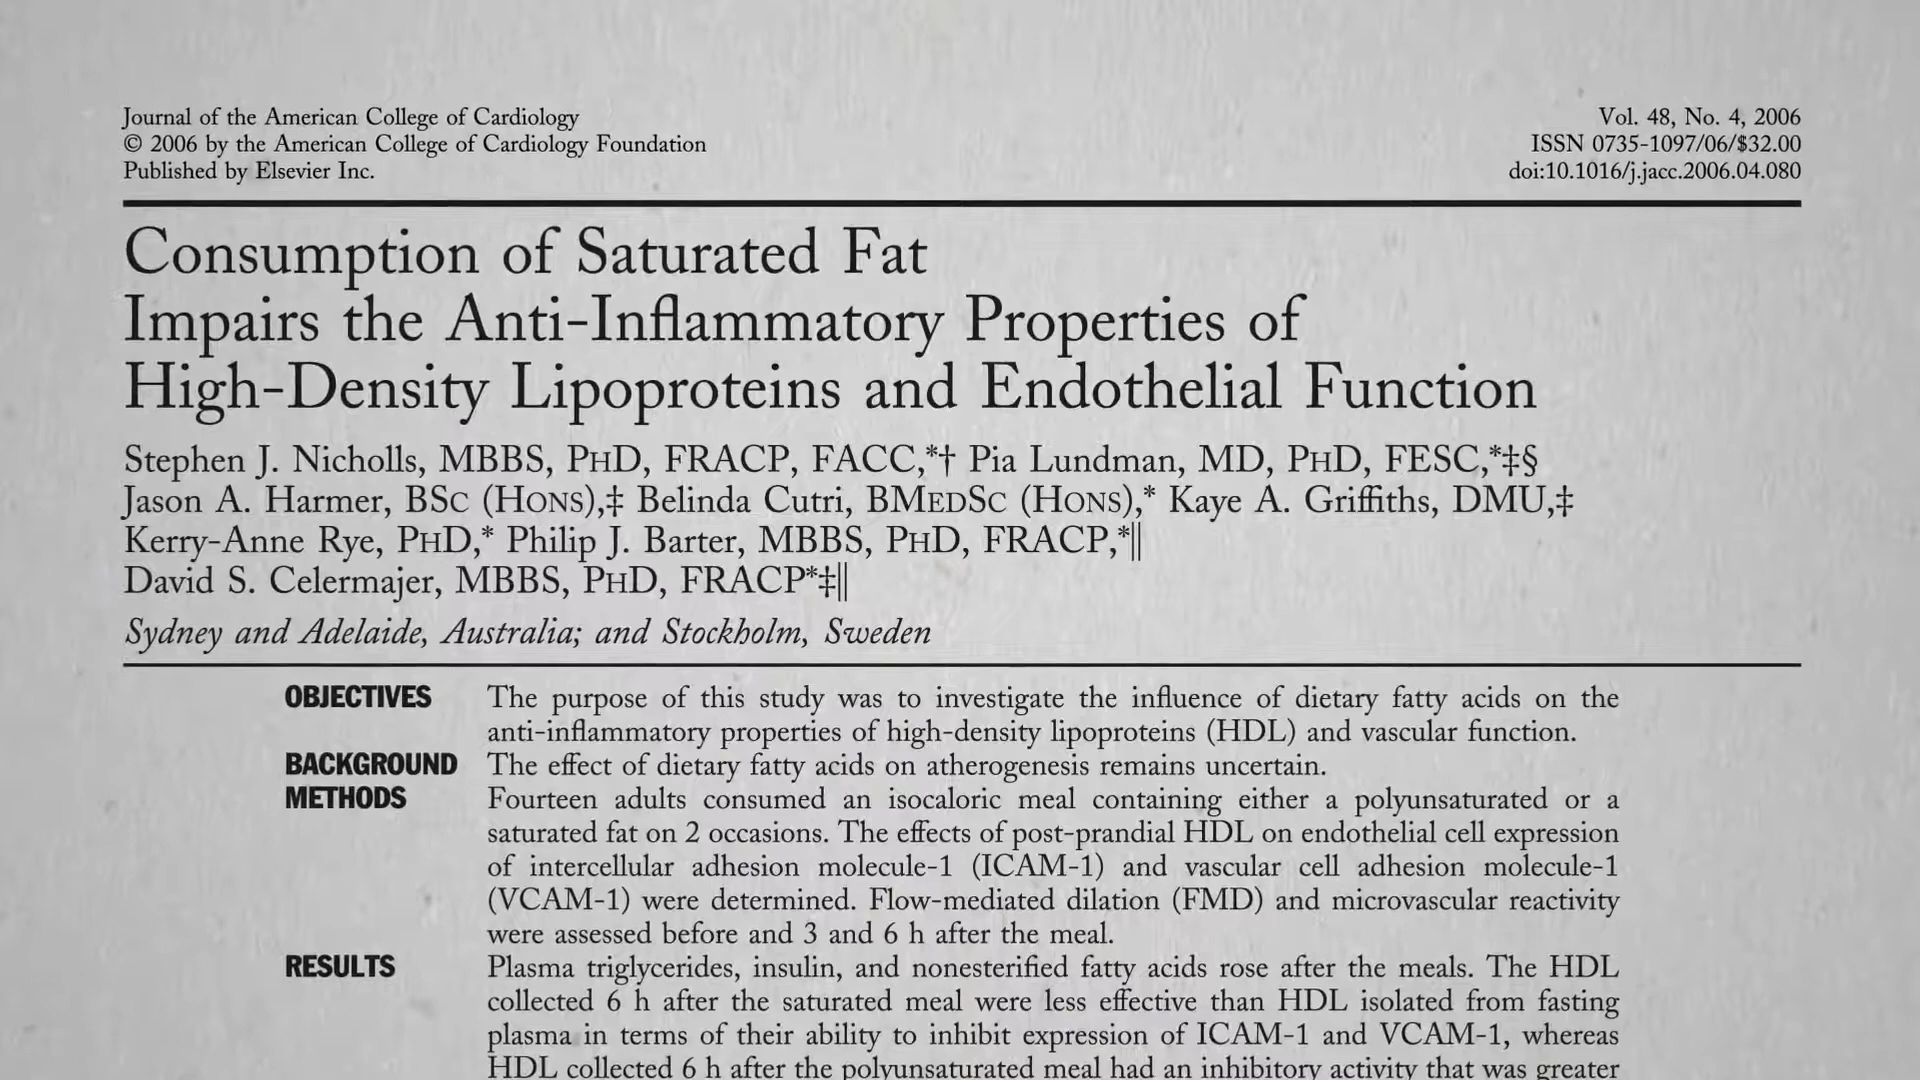 Journal of the American College of Cardiology
© 2006 by the American College of Cardiology Foundation
Published by Elsevier Inc.
Vol. 48, No. 4, 2006
ISSN 0735-1097/06/$32.00
doi:10.1016/j.jacc.2006.04.080
Consumption of Saturated Fat
Impairs the Anti-Inflammatory Properties of
High-Density Lipoproteins and Endothelial Function
Stephen J. Nicholls, MBBS, PHD, FRACP, FACC,*† Pia Lundman, MD, PHD, FESC,*‡§
Jason A. Harmer, BSC (HONS),‡ Belinda Cutri, BMEDSC (HONS),* Kaye A. Griffiths, DMU,‡
Kerry-Anne Rye, PHD,* Philip J. Barter, MBBS, PHD, FRACP,*‖
David S. Celermajer, MBBS, PHD, FRACP*‡‖
Sydney and Adelaide, Australia; and Stockholm, Sweden
OBJECTIVES The purpose of this study was to investigate the influence of dietary fatty acids on the
anti-inflammatory properties of high-density lipoproteins (HDL) and vascular function.
BACKGROUND The effect of dietary fatty acids on atherogenesis remains uncertain.
METHODS Fourteen adults consumed an isocaloric meal containing either a polyunsaturated or a
saturated fat on 2 occasions. The effects of post-prandial HDL on endothelial cell expression
of intercellular adhesion molecule-1 (ICAM-1) and vascular cell adhesion molecule-1
(VCAM-1) were determined. Flow-mediated dilation (FMD) and microvascular reactivity
were assessed before and 3 and 6 h after the meal.
RESULTS Plasma triglycerides, insulin, and nonesterified fatty acids rose after the meals. The HDL
collected 6 h after the saturated meal were less effective than HDL isolated from fasting
plasma in terms of their ability to inhibit expression of ICAM-1 and VCAM-1, whereas
HDL collected 6 h after the polyunsaturated meal had an inhibitory activity that was greater